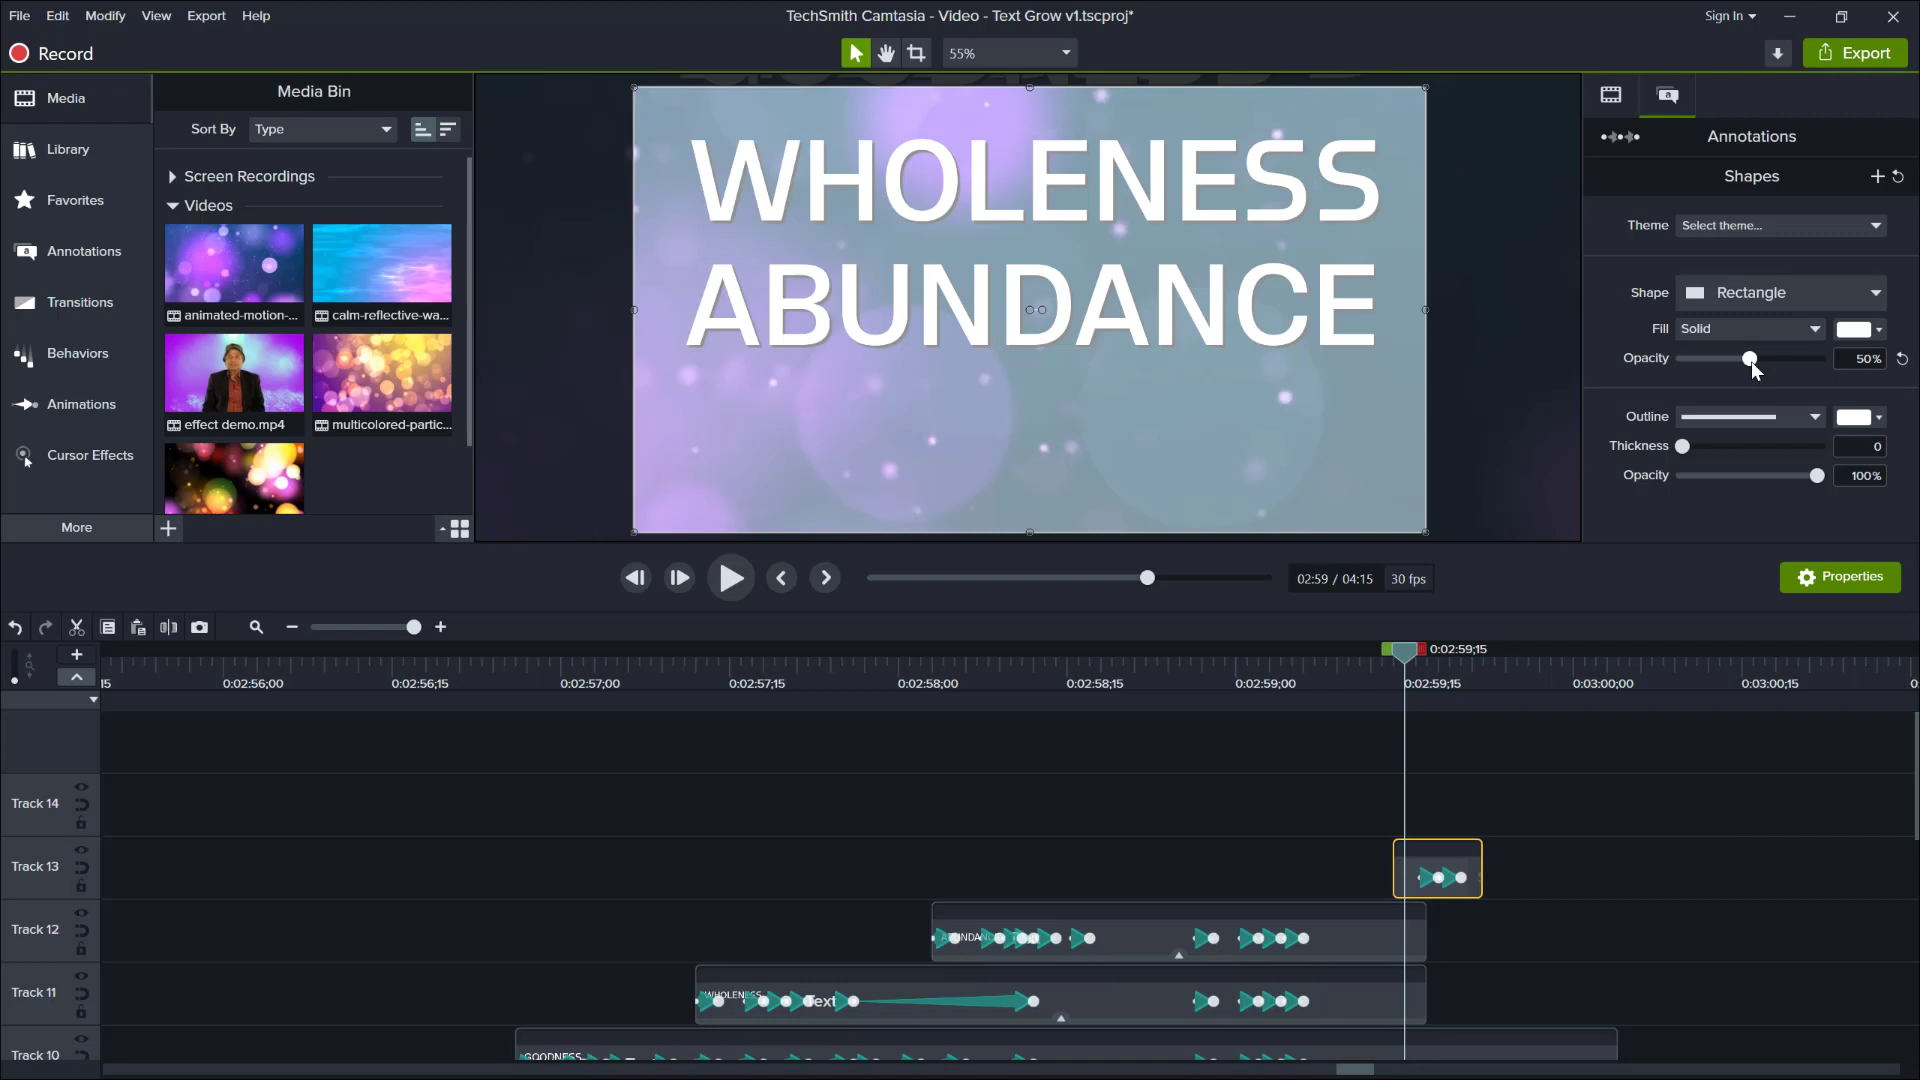 File Edit Modify View Export Help
TechSmith Camtasia - Video - Text Grow v1.tscproj*
Sign In
Record
55%
Export
Media
Library
Favorites
Annotations
Transitions
Behaviors
Animations
Cursor Effects
More
Media Bin
Sort By Type
Screen Recordings
Videos
animated-motion-...
calm-reflective-wa...
effect demo.mp4
multicolored-partic...
WHOLENESS
ABUNDANCE
Annotations
Shapes
Theme Select theme...
Shape Rectangle
Fill Solid
Opacity 50%
Outline
Thickness 0
Opacity 100%
02:59 / 04:15 30 fps
Properties
0:02:59;15
15 0:02:56;00 0:02:56;15 0:02:57;00 0:02:57;15 0:02:58;00 0:02:58;15 0:02:59;00 0:02:59;15 0:03:00;00 0:03:00;15 0:
Track 14
Track 13
Track 12
Track 11 WHOLENESS Text
Track 10 GOODNESS